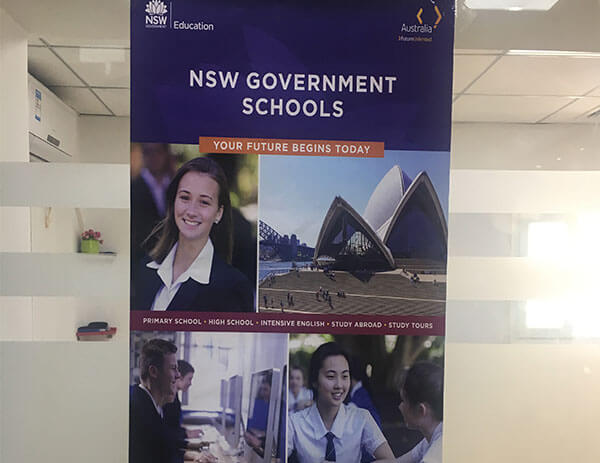 NSW
GOVERNMENT
Education
Australia
NSW GOVERNMENT
SCHOOLS
YOUR FUTURE BEGINS TODAY
PRIMARY SCHOOL • HIGH SCHOOL • INTENSIVE ENGLISH • STUDY ABROAD • STUDY TOURS